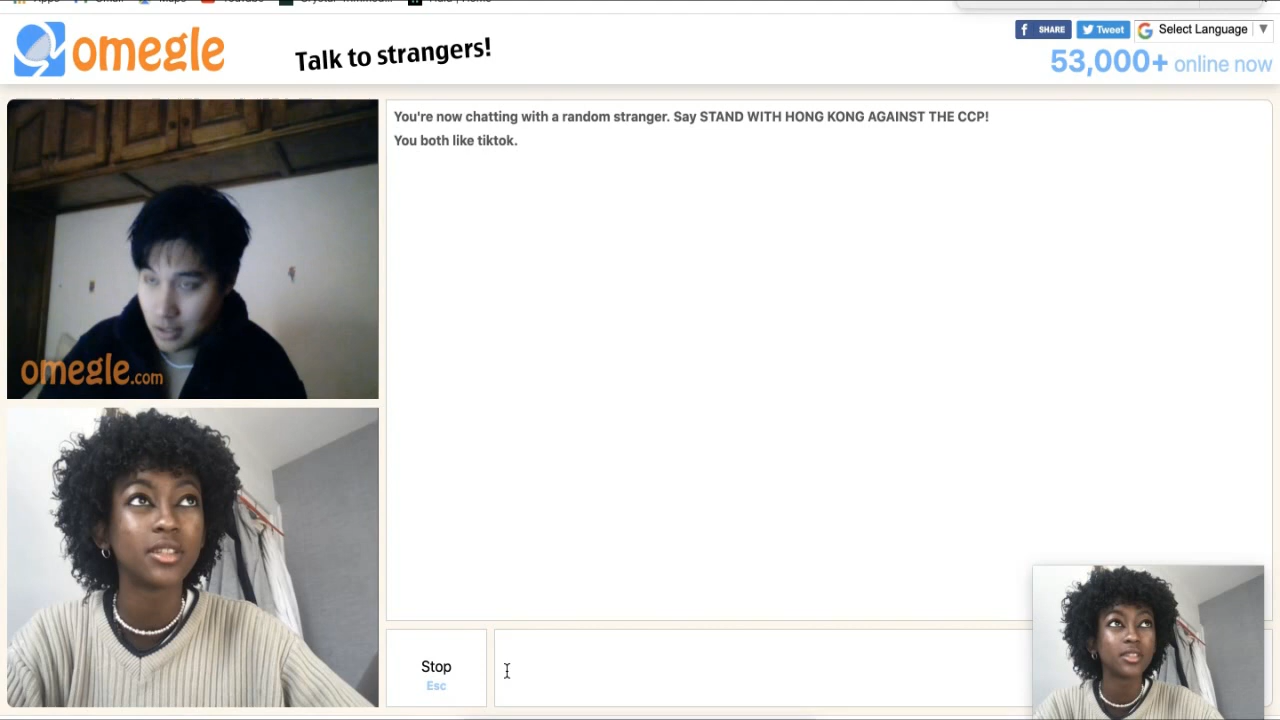 omegle
Talk to strangers!
f SHARE
Tweet
G Select Language ▼
53,000+ online now
You're now chatting with a random stranger. Say STAND WITH HONG KONG AGAINST THE CCP!
You both like tiktok.
omegle.com
Stop
Esc